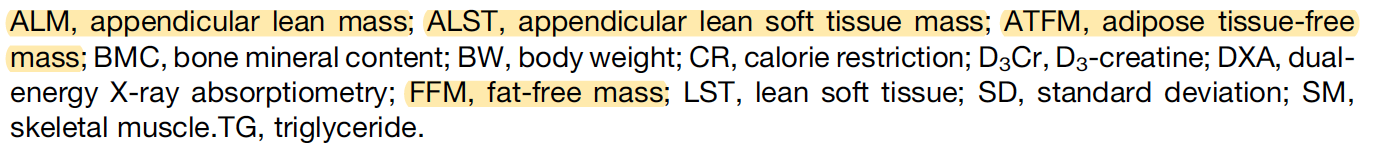 ALM, appendicular lean mass; ALST, appendicular lean soft tissue mass; ATFM, adipose tissue-free
mass; BMC, bone mineral content; BW, body weight; CR, calorie restriction; D₃Cr, D₃-creatine; DXA, dual-
energy X-ray absorptiometry; FFM, fat-free mass; LST, lean soft tissue; SD, standard deviation; SM,
skeletal muscle.TG, triglyceride.